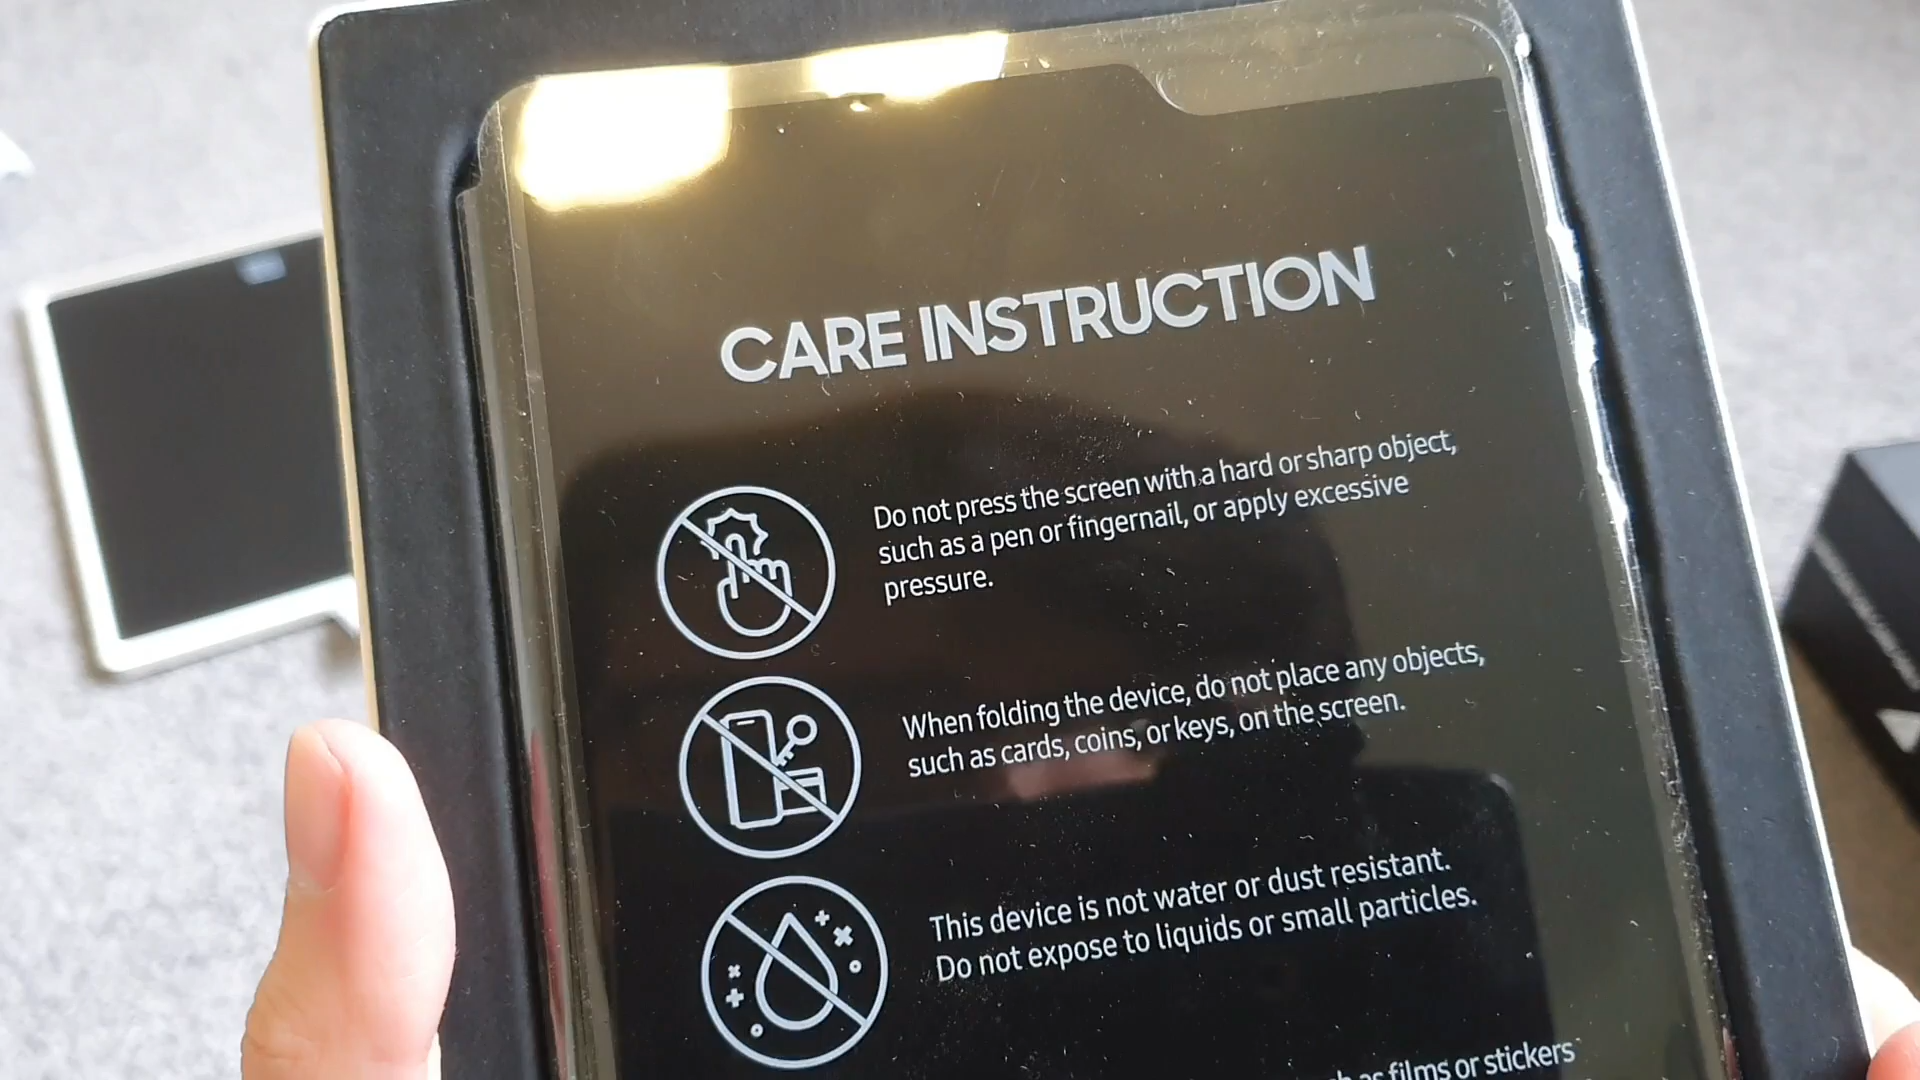 CARE INSTRUCTION
Do not press the screen with a hard or sharp object,
such as a pen or fingernail, or apply excessive
pressure.
When folding the device, do not place any objects,
such as cards, coins, or keys, on the screen.
This device is not water or dust resistant.
Do not expose to liquids or small particles.
as films or stickers